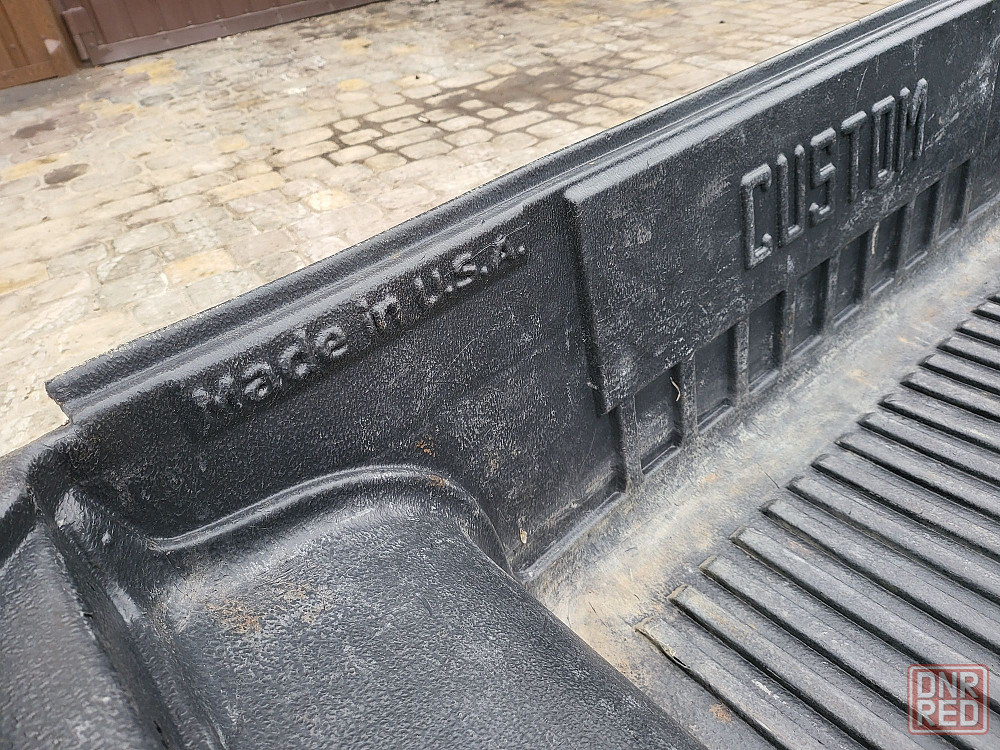 Made in U.S.A.
CUSTOM
DNR
RED